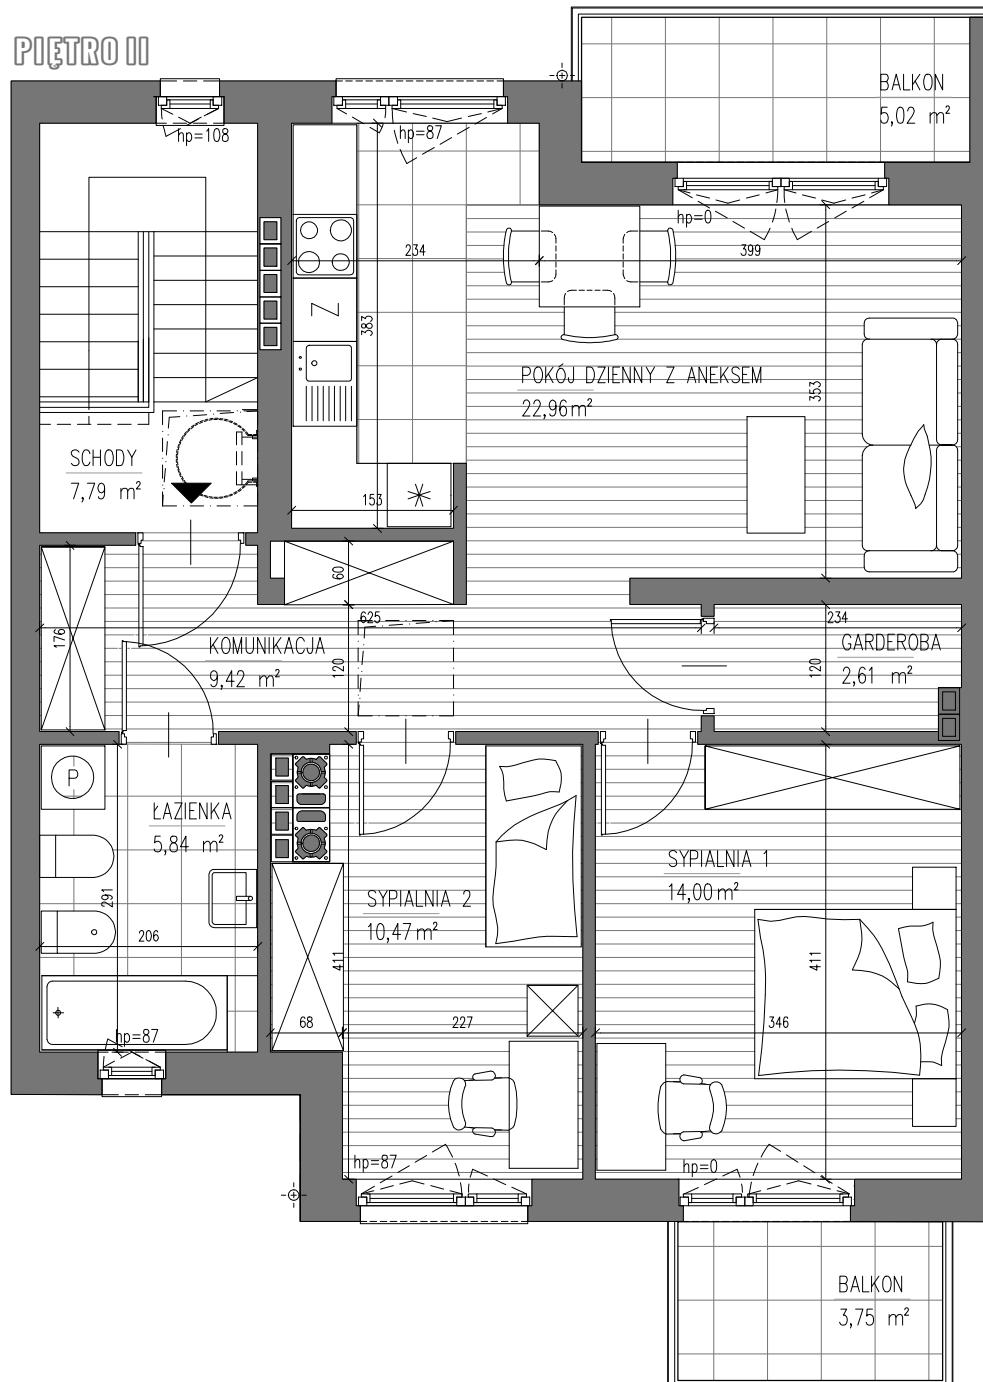 PIĘTRO II
BALKON
5,02 m²
hp=108
hp=87
hp=0
234
399
Z
383
353
POKÓJ DZIENNY Z ANEKSEM
22,96 m²
SCHODY
7,79 m²
153
60
625
234
176
KOMUNIKACJA
9,42 m²
120
GARDEROBA
2,61 m²
120
P
ŁAZIENKA
5,84 m²
291
206
hp=87
SYPIALNIA 2
10,47 m²
411
68
227
hp=87
SYPIALNIA 1
14,00 m²
411
346
hp=0
BALKON
3,75 m²